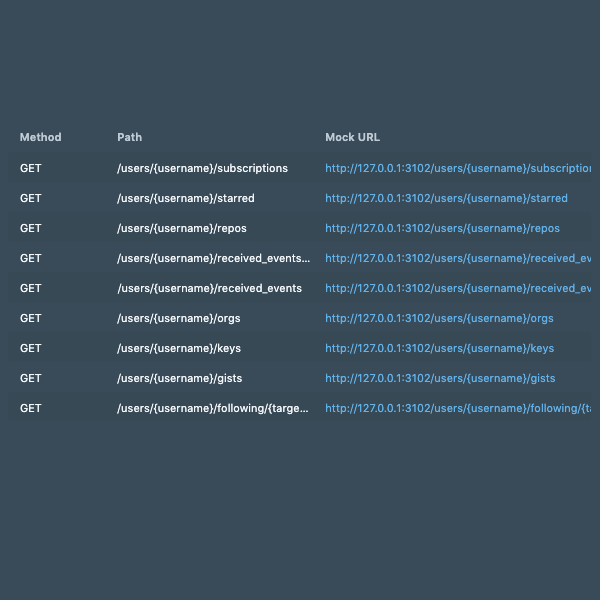 Method Path Mock URL
GET /users/{username}/subscriptions http://127.0.0.1:3102/users/{username}/subscription
GET /users/{username}/starred http://127.0.0.1:3102/users/{username}/starred
GET /users/{username}/repos http://127.0.0.1:3102/users/{username}/repos
GET /users/{username}/received_events... http://127.0.0.1:3102/users/{username}/received_ev
GET /users/{username}/received_events http://127.0.0.1:3102/users/{username}/received_ev
GET /users/{username}/orgs http://127.0.0.1:3102/users/{username}/orgs
GET /users/{username}/keys http://127.0.0.1:3102/users/{username}/keys
GET /users/{username}/gists http://127.0.0.1:3102/users/{username}/gists
GET /users/{username}/following/{targe... http://127.0.0.1:3102/users/{username}/following/{ta